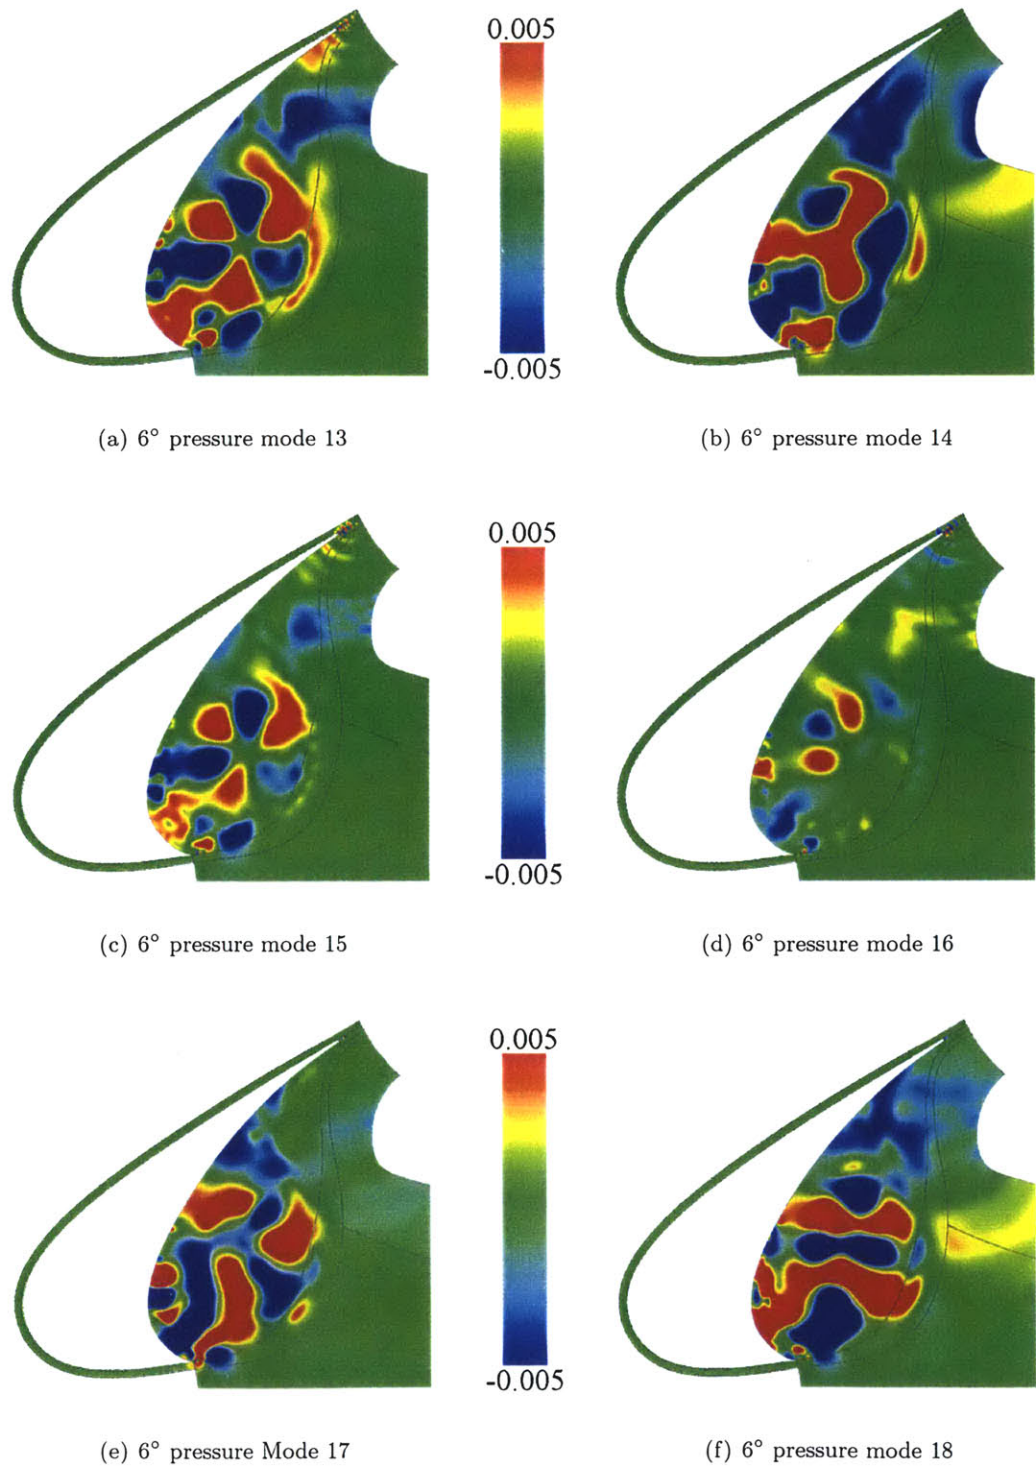 0.005
-0.005
(a) 6° pressure mode 13
(b) 6° pressure mode 14
0.005
-0.005
(c) 6° pressure mode 15
(d) 6° pressure mode 16
0.005
-0.005
(e) 6° pressure Mode 17
(f) 6° pressure mode 18